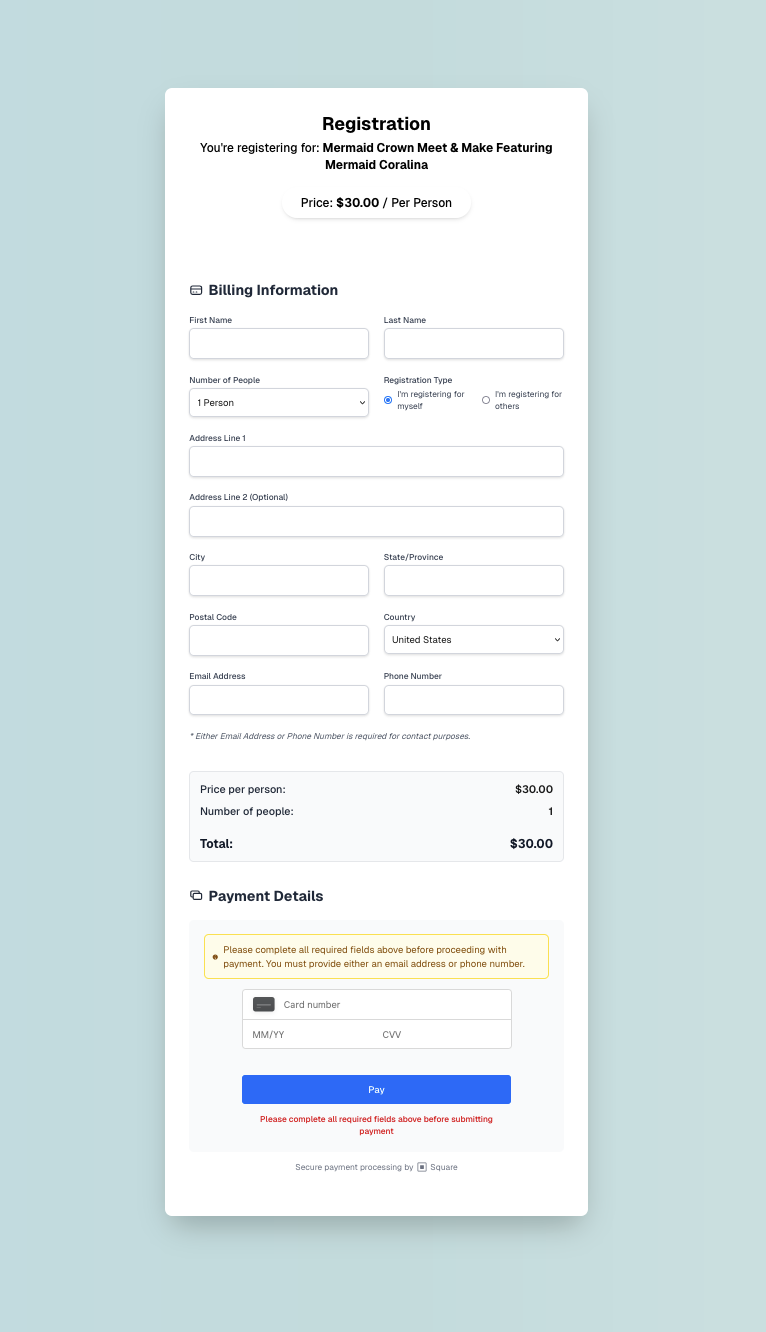 Registration
You're registering for: Mermaid Crown Meet & Make Featuring
Mermaid Coralina
Price: $30.00 / Per Person
Billing Information
First Name
Last Name
Number of People
Registration Type
1 Person
I'm registering for
myself
I'm registering for
others
Address Line 1
Address Line 2 (Optional)
City
State/Province
Postal Code
Country
United States
Email Address
Phone Number
* Either Email Address or Phone Number is required for contact purposes.
Price per person: $30.00
Number of people: 1
Total: $30.00
Payment Details
Please complete all required fields above before proceeding with
payment. You must provide either an email address or phone number.
Card number
MM/YY
CVV
Pay
Please complete all required fields above before submitting
payment
Secure payment processing by Square